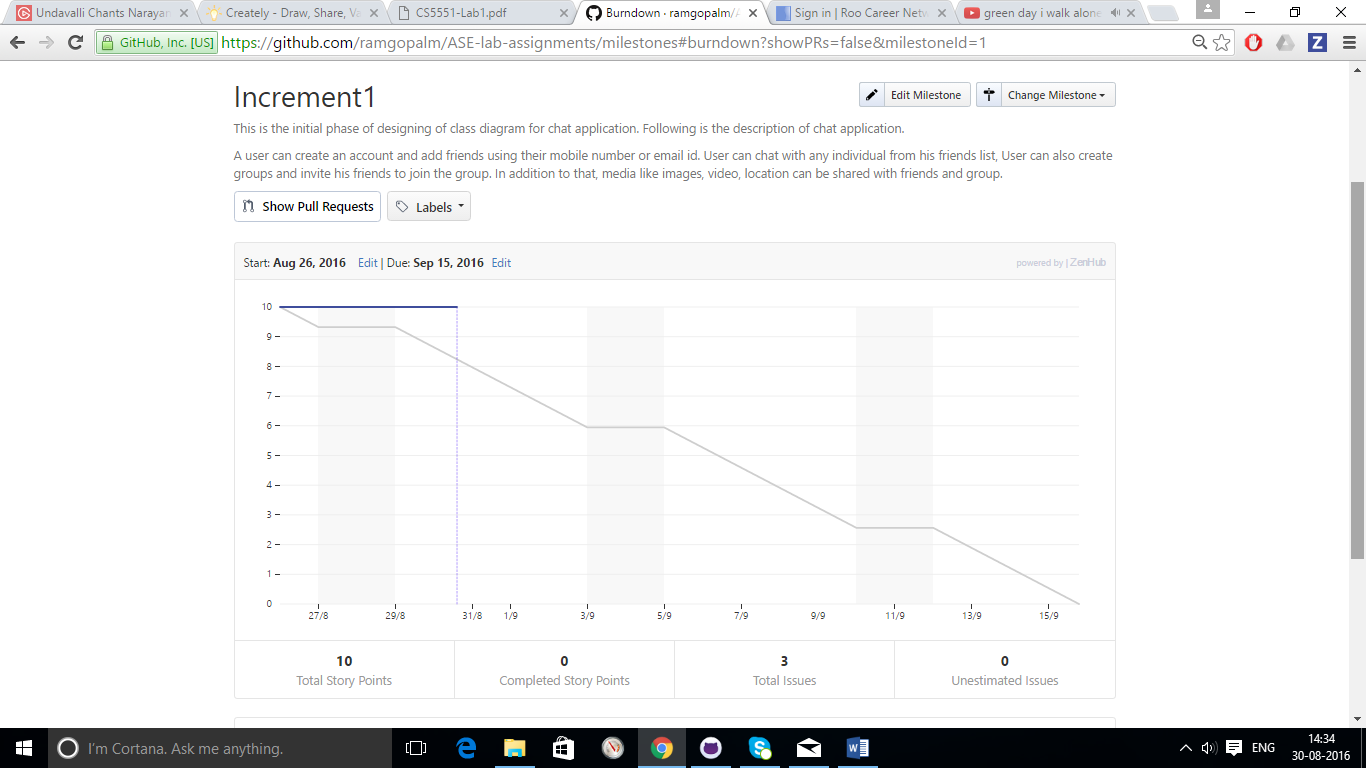 Undavalli Chants Narayan
Creately - Draw, Share, Va
CS5551-Lab1.pdf
Burndown · ramgopalm/A
Sign in | Roo Career Netw
green day i walk alone
GitHub, Inc. [US] https://github.com/ramgopalm/ASE-lab-assignments/milestones#burndown?showPRs=false&milestoneId=1
Increment1
Edit Milestone
Change Milestone
This is the initial phase of designing of class diagram for chat application. Following is the description of chat application.
A user can create an account and add friends using their mobile number or email id. User can chat with any individual from his friends list, User can also create
groups and invite his friends to join the group. In addition to that, media like images, video, location can be shared with friends and group.
Show Pull Requests
Labels
Start: Aug 26, 2016 Edit | Due: Sep 15, 2016 Edit
powered by | ZenHub
10
9
8
7
6
5
4
3
2
1
0
27/8 29/8 31/8 1/9 3/9 5/9 7/9 9/9 11/9 13/9 15/9
10 0 3 0
Total Story Points Completed Story Points Total Issues Unestimated Issues
I'm Cortana. Ask me anything.
ENG
14:34
30-08-2016